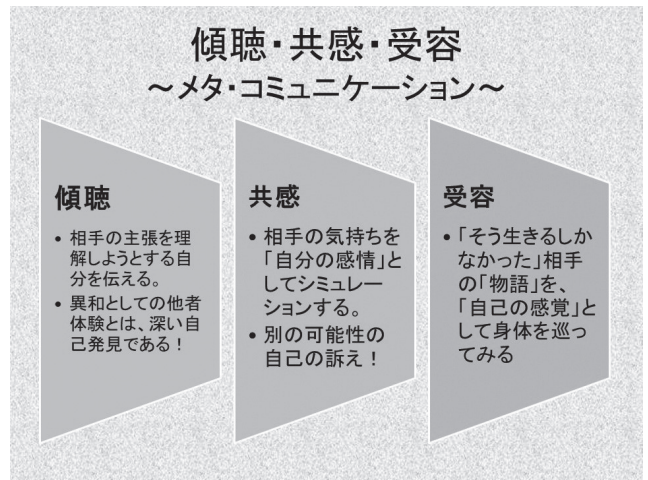 傾聴・共感・受容
～メタ・コミュニケーション～
傾聴
• 相手の主張を理
解しようとする自
分を伝える。
• 異和としての他者
体験とは、深い自
己発見である！
共感
• 相手の気持ちを
「自分の感情」と
してシミュレー
ションする。
• 別の可能性の
自己の訴え！
受容
• 「そう生きるしか
なかった」相手
の「物語」を、
「自己の感覚」と
して身体を巡っ
てみる